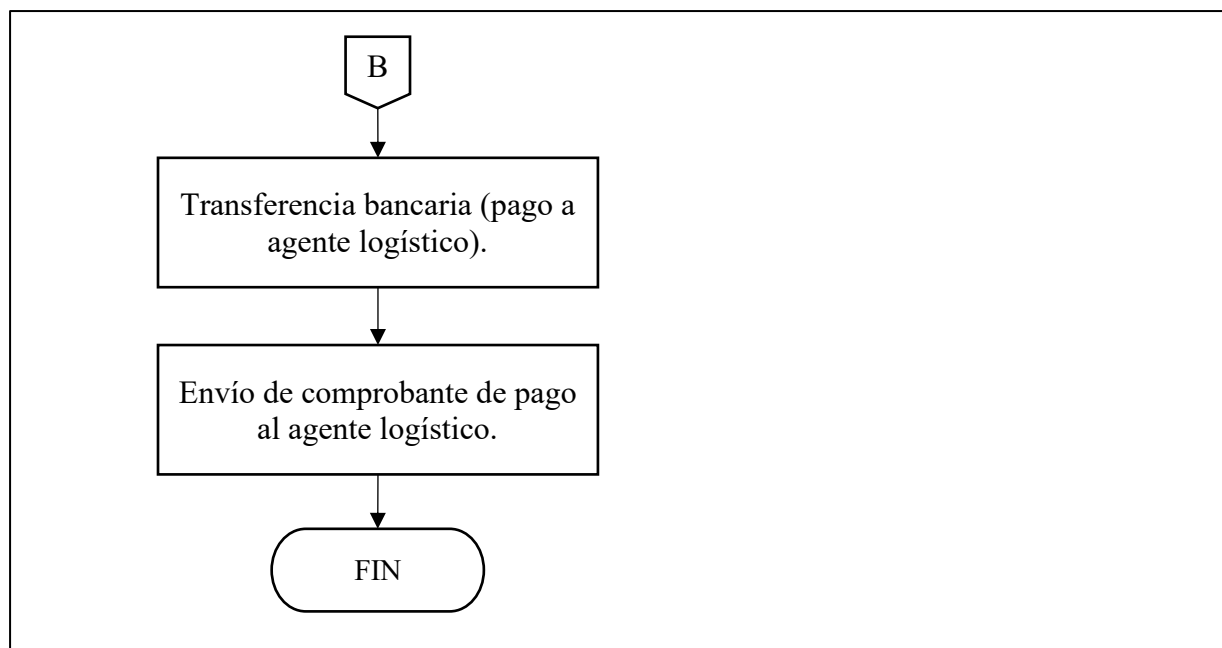 B
Transferencia bancaria (pago a
agente logístico).
Envío de comprobante de pago
al agente logístico.
FIN